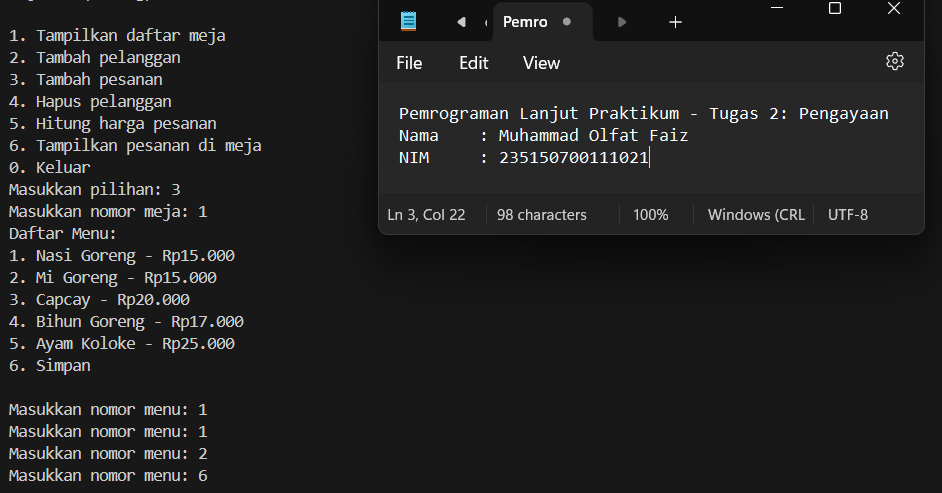 1. Tampilkan daftar meja
2. Tambah pelanggan
3. Tambah pesanan
4. Hapus pelanggan
5. Hitung harga pesanan
6. Tampilkan pesanan di meja
0. Keluar
Masukkan pilihan: 3
Masukkan nomor meja: 1
Daftar Menu:
1. Nasi Goreng - Rp15.000
2. Mi Goreng - Rp15.000
3. Capcay - Rp20.000
4. Bihun Goreng - Rp17.000
5. Ayam Koloke - Rp25.000
6. Simpan
Masukkan nomor menu: 1
Masukkan nomor menu: 1
Masukkan nomor menu: 2
Masukkan nomor menu: 6
Pemro
File Edit View
Pemrograman Lanjut Praktikum - Tugas 2: Pengayaan
Nama : Muhammad Olfat Faiz
NIM : 235150700111021
Ln 3, Col 22 98 characters 100% Windows (CRL UTF-8